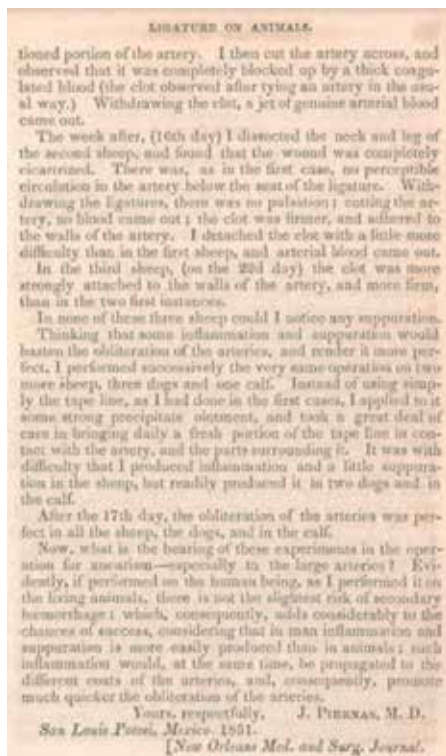 LIGATURE ON ANIMALS.
tioned portion of the artery. I then cut the artery across, and
observed that it was completely blocked up by a thick coagu-
lated blood (the clot observed after tying an artery in the usu-
al way.) Withdrawing the clot, a jet of genuine arterial blood
came out.
The week after, (16th day) I dissected the neck and leg of
the second sheep, and found that the wound was completely
cicatrized. There was, as in the first case, no perceptible
circulation in the artery below the seat of the ligature. With-
drawing the ligatures, there was no pulsation; cutting the ar-
tery, no blood came out; the clot was firmer, and adhered to
the walls of the artery. I detached the clot with a little more
difficulty than in the first sheep, and arterial blood came out.
In the third sheep, (on the 22d day) the clot was more
strongly attached to the walls of the artery, and more firm,
than in the two first instances.
In none of these three sheep could I notice any suppuration.
Thinking that some inflammation and suppuration would
hasten the obliteration of the arteries, and render it more per-
fect, I performed successively the very same operation on two
more sheep, three dogs and one calf. Instead of using simp-
ly the tape line, as I had done in the first cases, I applied to it
some strong precipitate ointment, and took a great deal of
care in bringing daily a fresh portion of the tape line in con-
tact with the artery, and the parts surrounding it. It was with
difficulty that I produced inflammation and a little suppura-
tion in the sheep, but readily produced it in two dogs and in
the calf.
After the 17th day, the obliteration of the arteries was per-
fect in all the sheep, the dogs, and in the calf.
Now, what is the bearing of these experiments in the oper-
ation for aneurism—especially to the large arteries? Evi-
dently, if performed on the human being, as I performed it on
the living animals, there is not the slightest risk of secondary
hæmorrhage; which, consequently, adds considerably to the
chances of success, considering that in man inflammation and
suppuration is more easily produced than in animals; such
inflammation would, at the same time, be propagated to the
different coats of the arteries, and, consequently, promote
much quicker the obliteration of the arteries.
Yours, respectfully, J. PIERNAS, M. D.
San Louis Potosi, Mexico. 1851.
[New Orleans Med. and Surg. Journal.